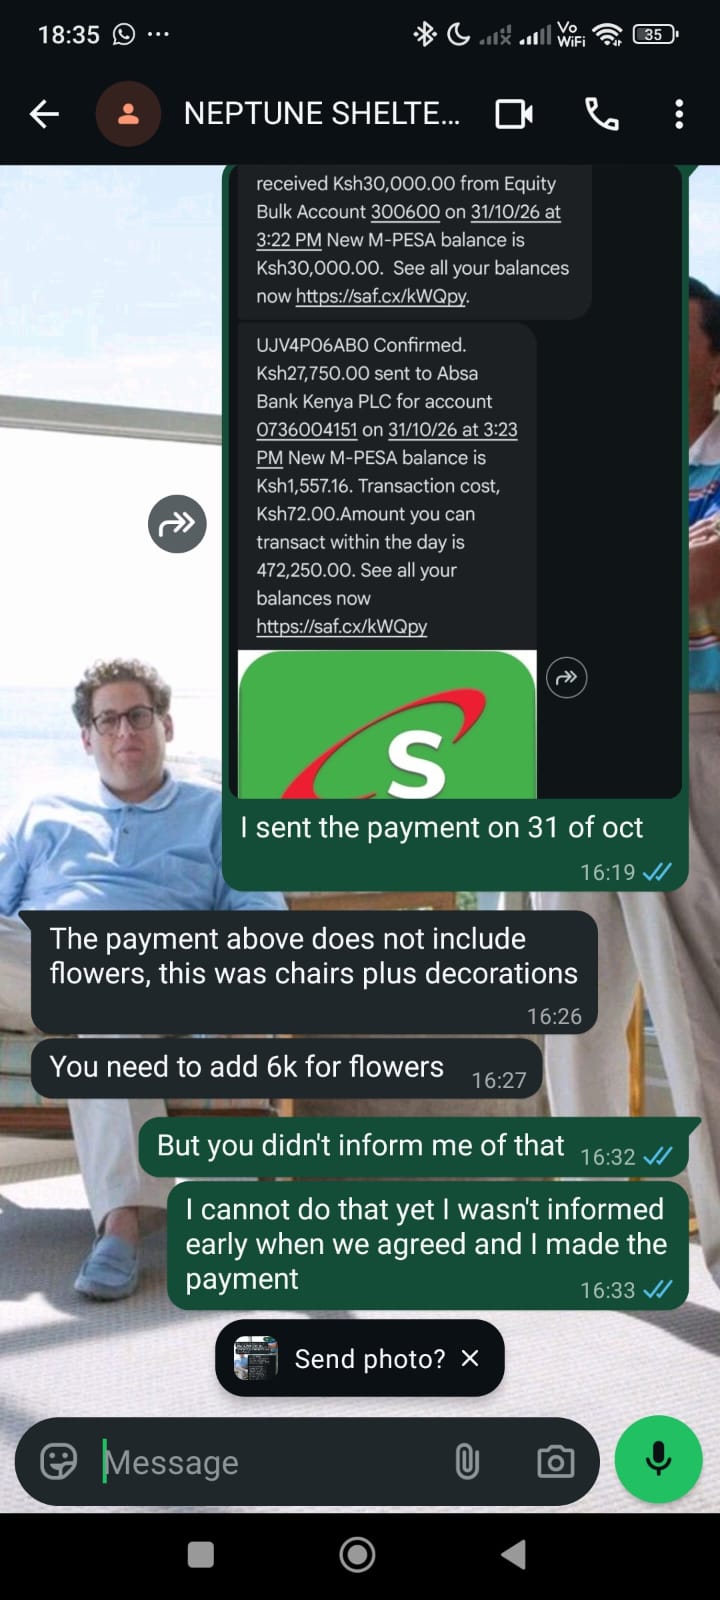 18:35
Vo
WiFi
35
NEPTUNE SHELTE...
received Ksh30,000.00 from Equity
Bulk Account 300600 on 31/10/26 at
3:22 PM New M-PESA balance is
Ksh30,000.00.  See all your balances
now https://saf.cx/kWQpy.
UJV4P06AB0 Confirmed.
Ksh27,750.00 sent to Absa
Bank Kenya PLC for account
0736004151 on 31/10/26 at 3:23
PM New M-PESA balance is
Ksh1,557.16. Transaction cost,
Ksh72.00.Amount you can
transact within the day is
472,250.00. See all your
balances now
https://saf.cx/kWQpy
S
I sent the payment on 31 of oct
16:19
The payment above does not include
flowers, this was chairs plus decorations
16:26
You need to add 6k for flowers
16:27
But you didn't inform me of that
16:32
I cannot do that yet I wasn't informed
early when we agreed and I made the
payment
16:33
Send photo?
Message